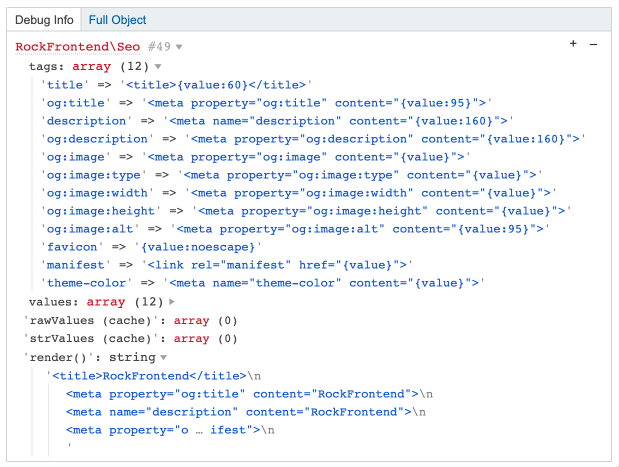 Debug Info Full Object
RockFrontend\Seo #49 ▼ + –
tags: array (12) ▼
'title' => '<title>{value:60}</title>'
'og:title' => '<meta property="og:title" content="{value:95}">'
'description' => '<meta name="description" content="{value:160}">'
'og:description' => '<meta property="og:description" content="{value:160}">'
'og:image' => '<meta property="og:image" content="{value}">'
'og:image:type' => '<meta property="og:image:type" content="{value}">'
'og:image:width' => '<meta property="og:image:width" content="{value}">'
'og:image:height' => '<meta property="og:image:height" content="{value}">'
'og:image:alt' => '<meta property="og:image:alt" content="{value:95}">'
'favicon' => '{value:noescape}'
'manifest' => '<link rel="manifest" href="{value}">'
'theme-color' => '<meta name="theme-color" content="{value}">'
values: array (12) ▶
'rawValues (cache)': array (0)
'strValues (cache)': array (0)
'render()': string ▼
'<title>RockFrontend</title>\n
<meta property="og:title" content="RockFrontend">\n
<meta name="description" content="RockFrontend">\n
<meta property="o … ifest">\n
'